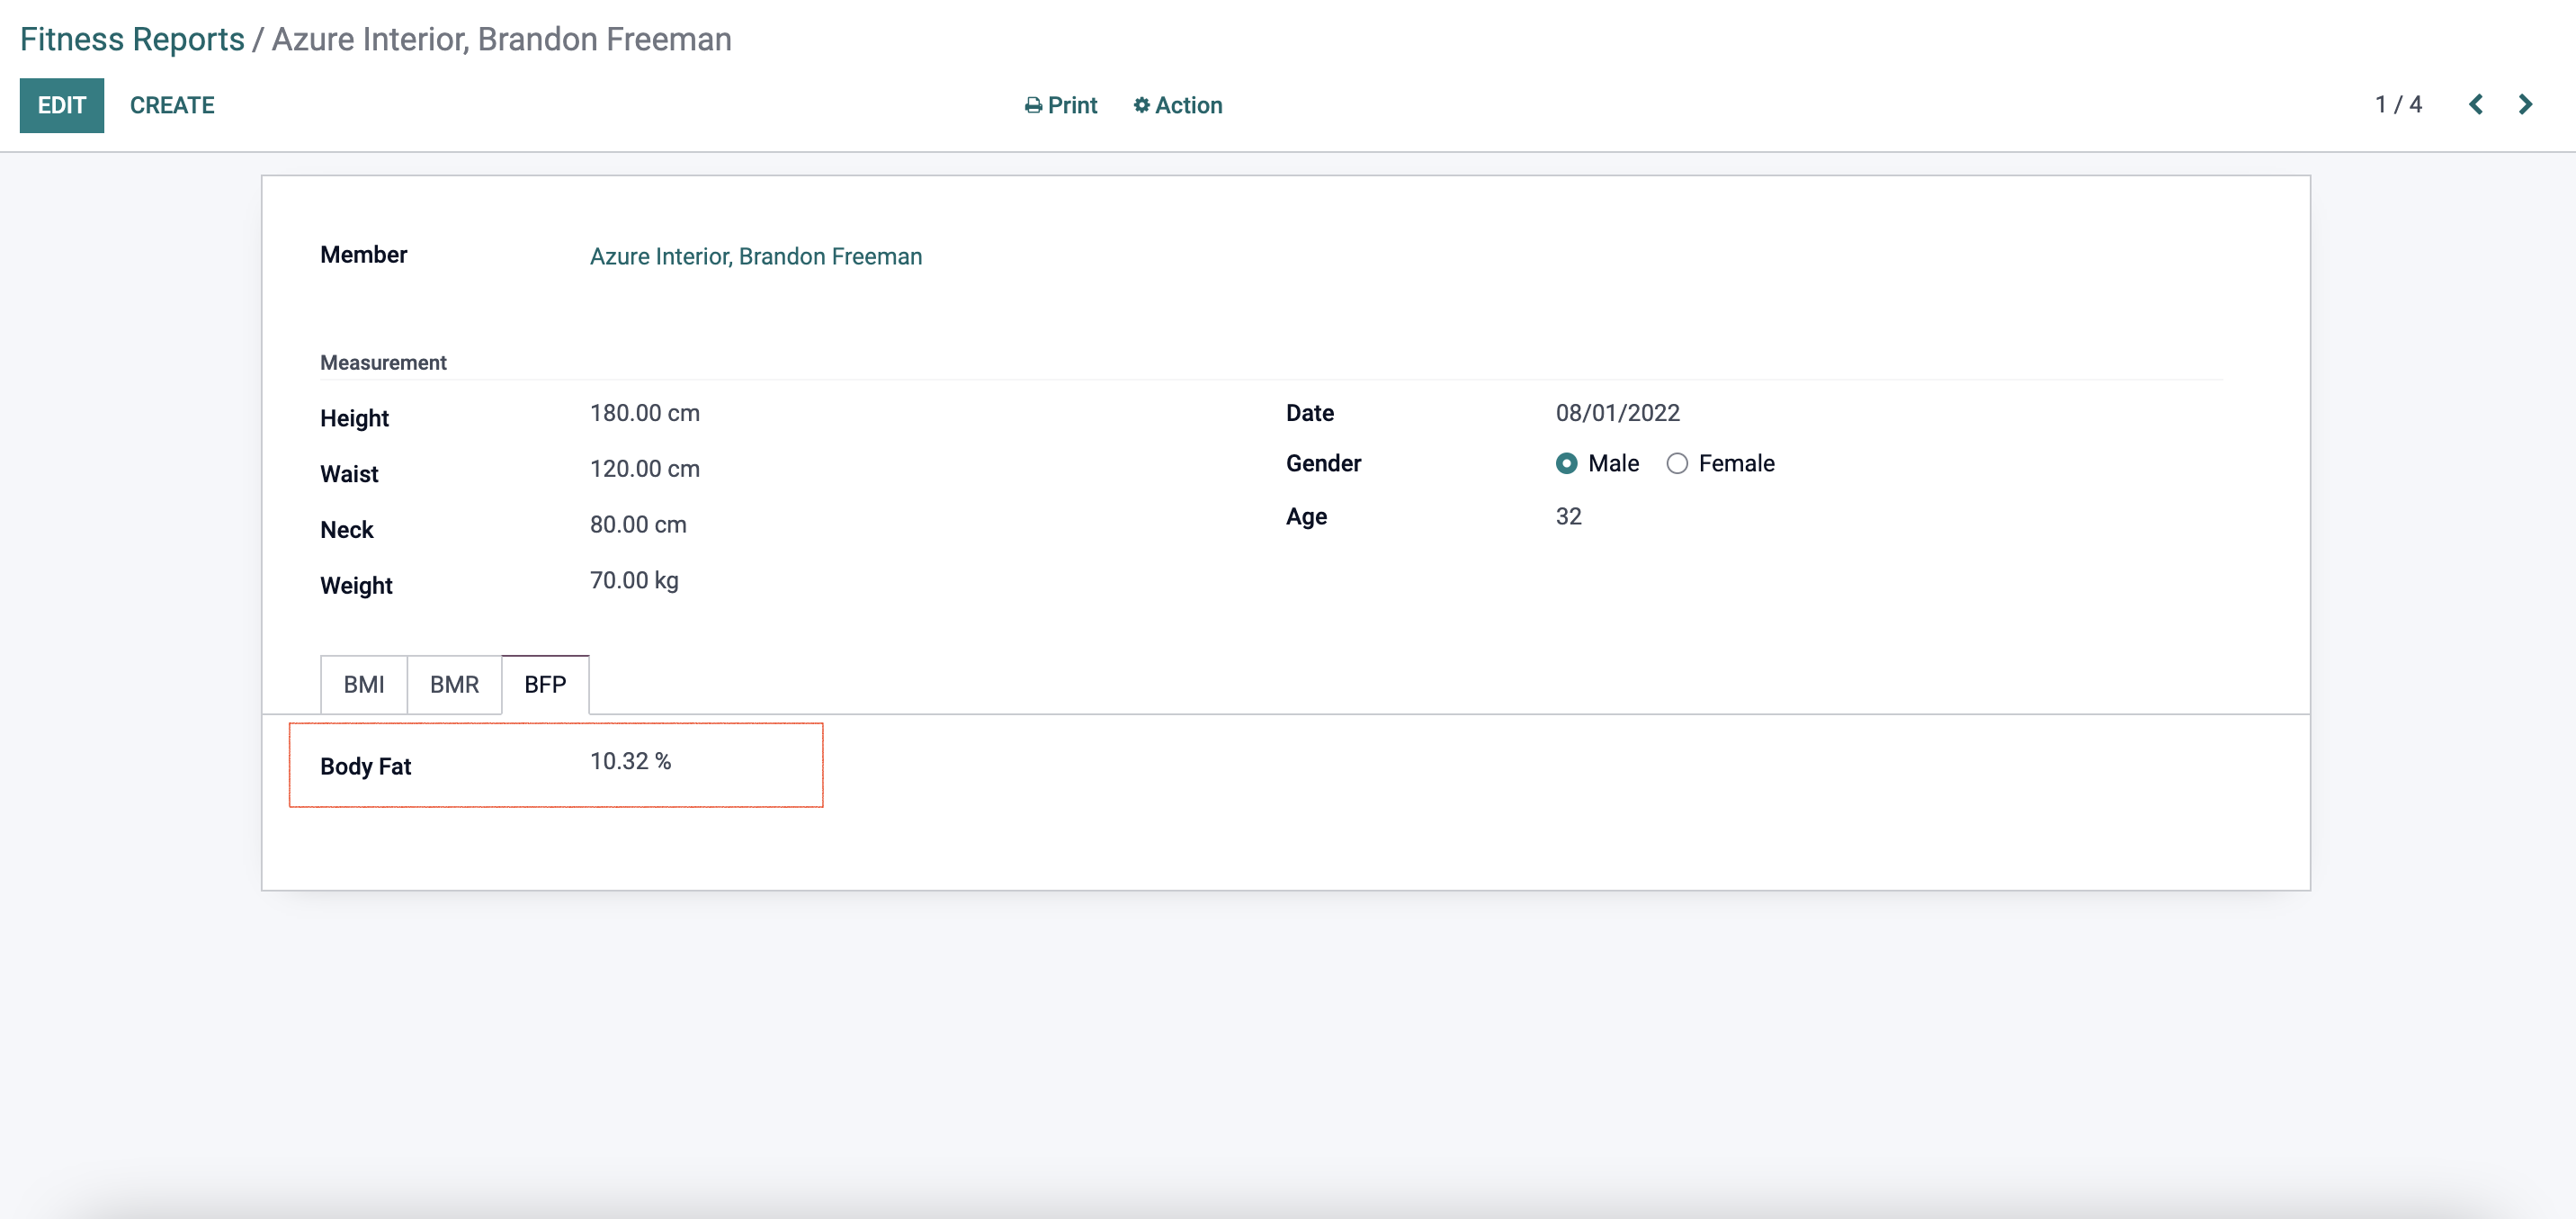 Fitness Reports / Azure Interior, Brandon Freeman
EDIT CREATE Print Action 1 / 4
Member Azure Interior, Brandon Freeman
Measurement
Height 180.00 cm Date 08/01/2022
Waist 120.00 cm Gender Male Female
Neck 80.00 cm Age 32
Weight 70.00 kg
BMI BMR BFP
Body Fat 10.32 %